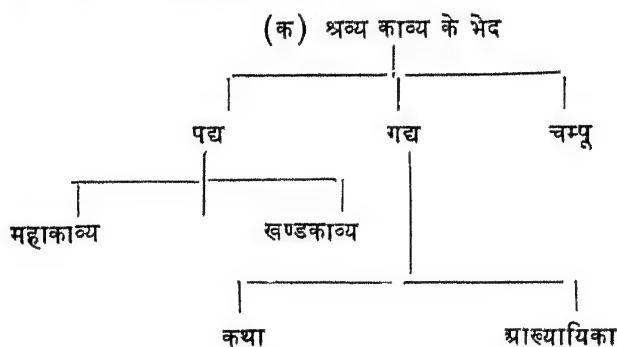 (क) श्रव्य काव्य के भेद
पद्य गद्य चम्पू
महाकाव्य खण्डकाव्य
कथा आख्यायिका